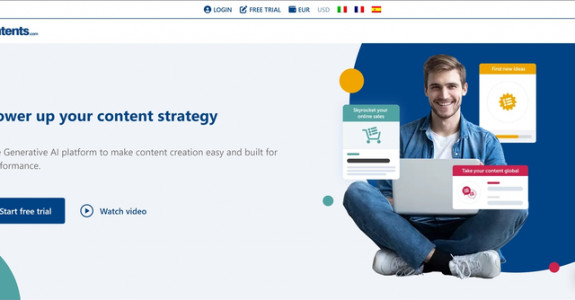 LOGIN FREE TRIAL EUR USD
tents.com
ower up your content strategy
Generative AI platform to make content creation easy and built for
formance.
Start free trial
Watch video
Find new ideas
Skyrocket your
online sales
Take your content global